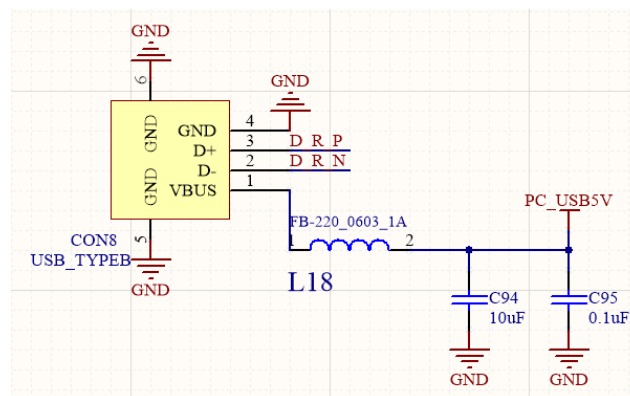 GND
6
GND
GND
GND
4
D+
3
D R P
D-
2
D R N
VBUS
1
GND
PC_USB5V
FB-220_0603_1A
CON8
5
1
2
USB_TYPEB
L18
GND
C94
10uF
C95
0.1uF
GND
GND